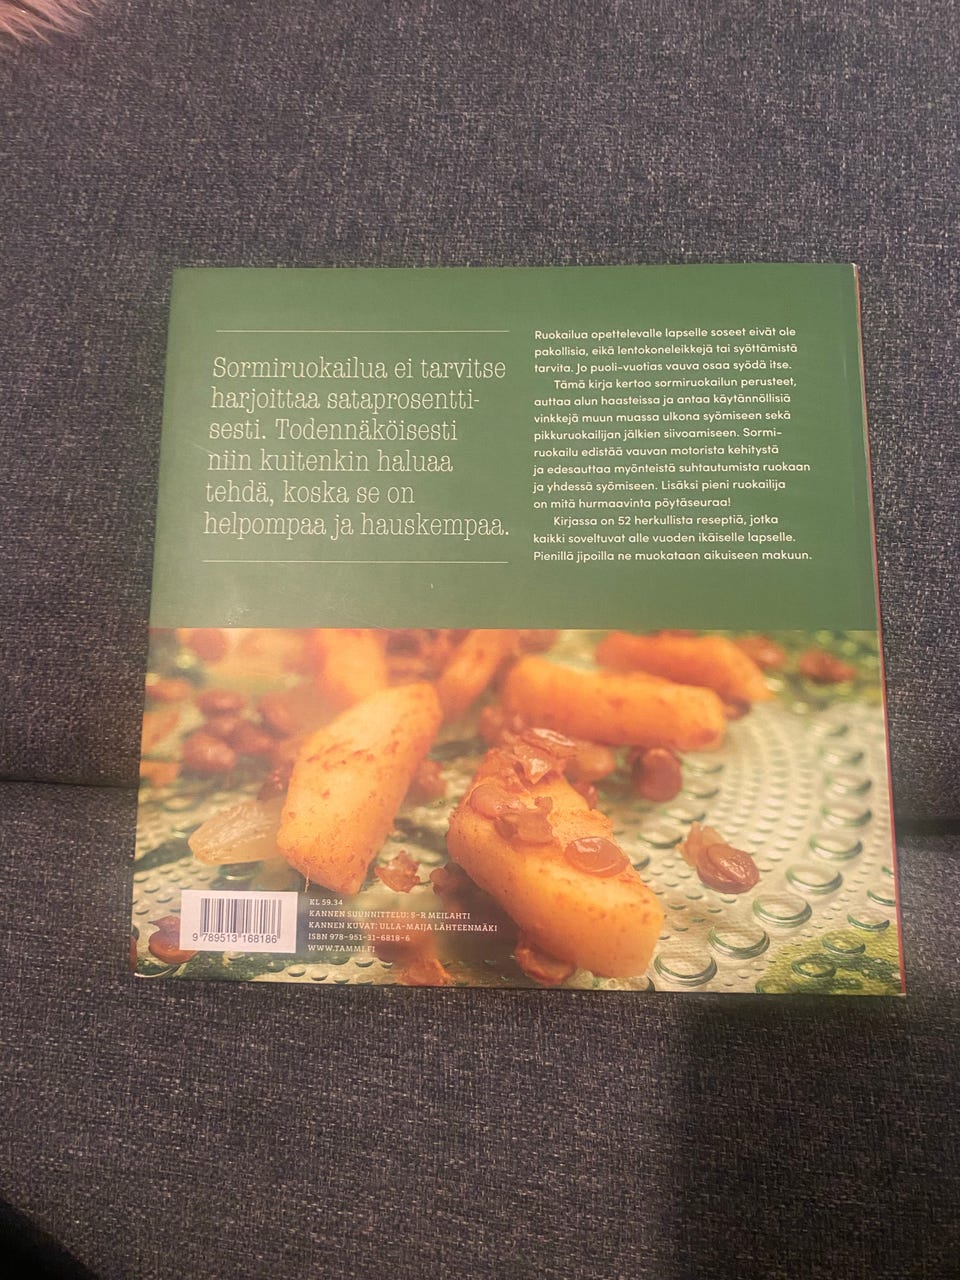 Sormiruokailua ei tarvitse
harjoittaa sataprosentti-
sesti. Todennäköisesti
niin kuitenkin haluaa
tehdä, koska se on
helpompaa ja hauskempaa.
Ruokailua opettelevalle lapselle soseet eivät ole
pakollisia, eikä lentokoneleikkejä tai syöttämistä
tarvita. Jo puoli-vuotias vauva osaa syödä itse.
Tämä kirja kertoo sormiruokailun perusteet,
auttaa alun haasteissa ja antaa käytännöllisiä
vinkkejä muun muassa ulkona syömiseen sekä
pikkuruokailijan jälkien siivoamiseen. Sormi-
ruokailu edistää vauvan motorista kehitystä
ja edesauttaa myönteistä suhtautumista ruokaan
ja yhdessä syömiseen. Lisäksi pieni ruokailija
on mitä hurmaavinta pöytäseuraa!
Kirjassa on 52 herkullista reseptiä, jotka
kaikki soveltuvat alle vuoden ikäiselle lapselle.
Pienillä jipoilla ne muokataan aikuiseen makuun.
KL 59.34
KANNEN SUUNNITTELU: S-R MEILAHTI
KANNEN KUVAT: ULLA-MAIJA LÄHTEENMÄKI
ISBN 978-951-31-6818-6
WWW.TAMMI.FI
9 789513 168186